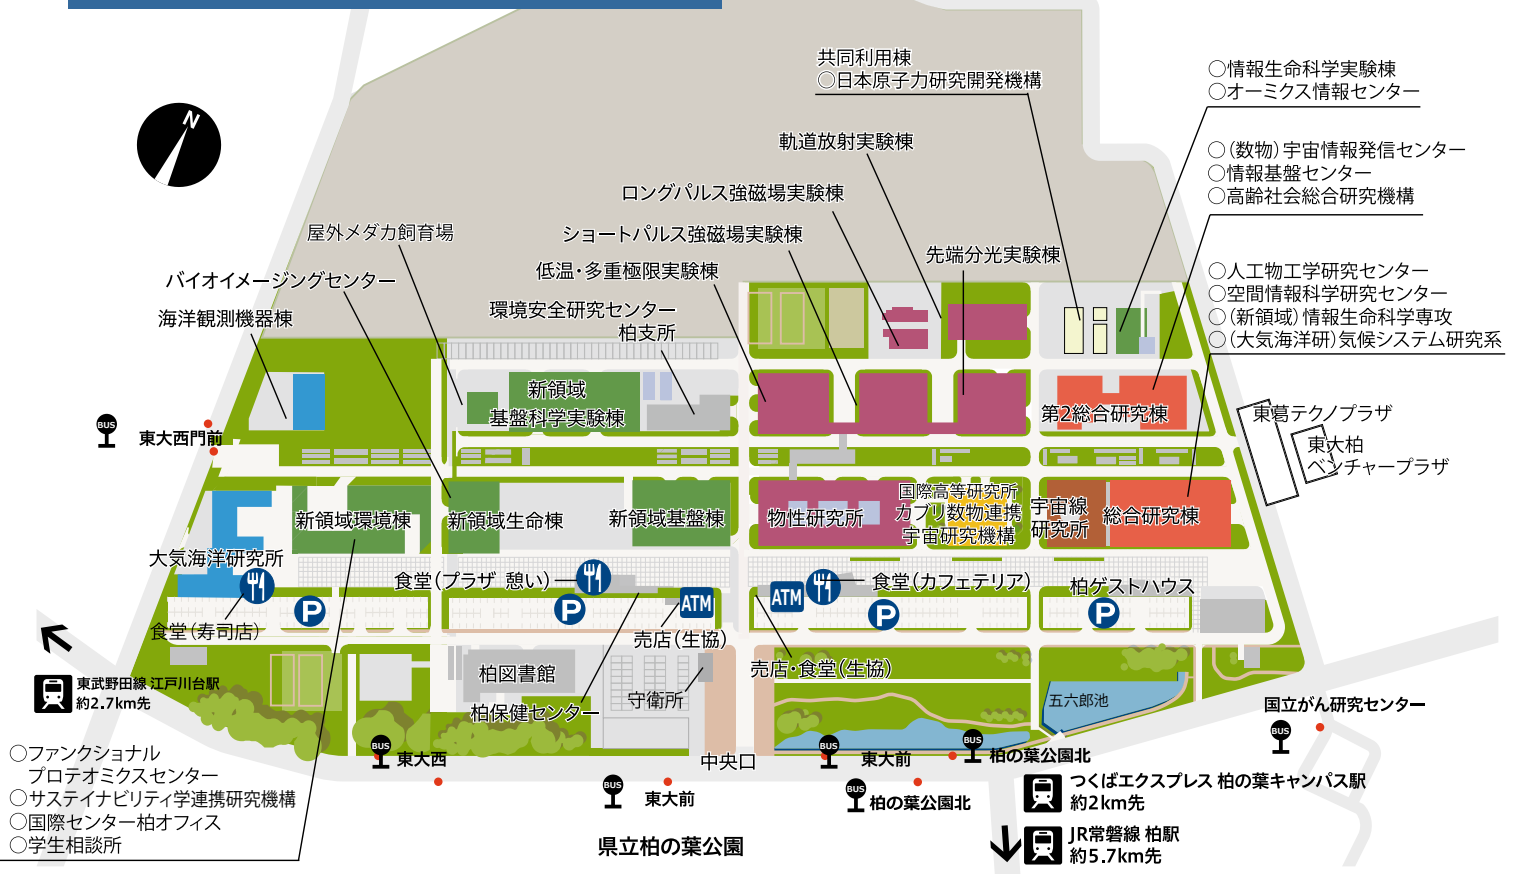 N
共同利用棟
○日本原子力研究開発機構
○情報生命科学実験棟
○オーミクス情報センター
軌道放射実験棟
○(数物)宇宙情報発信センター
○情報基盤センター
○高齢社会総合研究機構
ロングパルス強磁場実験棟
屋外メダカ飼育場
ショートパルス強磁場実験棟
先端分光実験棟
バイオイメージングセンター
低温・多重極限実験棟
○人工物工学研究センター
○空間情報科学研究センター
○(新領域)情報生命科学専攻
○(大気海洋研)気候システム研究系
海洋観測機器棟
環境安全研究センター
柏支所
新領域
基盤科学実験棟
第2総合研究棟
東葛テクノプラザ
BUS
東大西門前
東大柏
ベンチャープラザ
新領域環境棟
新領域生命棟
新領域基盤棟
物性研究所
国際高等研究所
カブリ数物連携
宇宙研究機構
宇宙線
研究所
総合研究棟
大気海洋研究所
食堂(プラザ 憩い)
ATM
ATM
食堂(カフェテリア)
柏ゲストハウス
P
P
P
P
食堂(寿司店)
売店(生協)
売店・食堂(生協)
柏図書館
守衛所
柏保健センター
五六郎池
東武野田線 江戸川台駅
約2.7km先
国立がん研究センター
BUS
○ファンクショナル
プロテオミクスセンター
○サステイナビリティ学連携研究機構
○国際センター柏オフィス
○学生相談所
BUS
東大西
中央口
BUS
東大前
BUS
柏の葉公園北
BUS
東大前
BUS
柏の葉公園北
つくばエクスプレス 柏の葉キャンパス駅
約2km先
県立柏の葉公園
JR常磐線 柏駅
約5.7km先